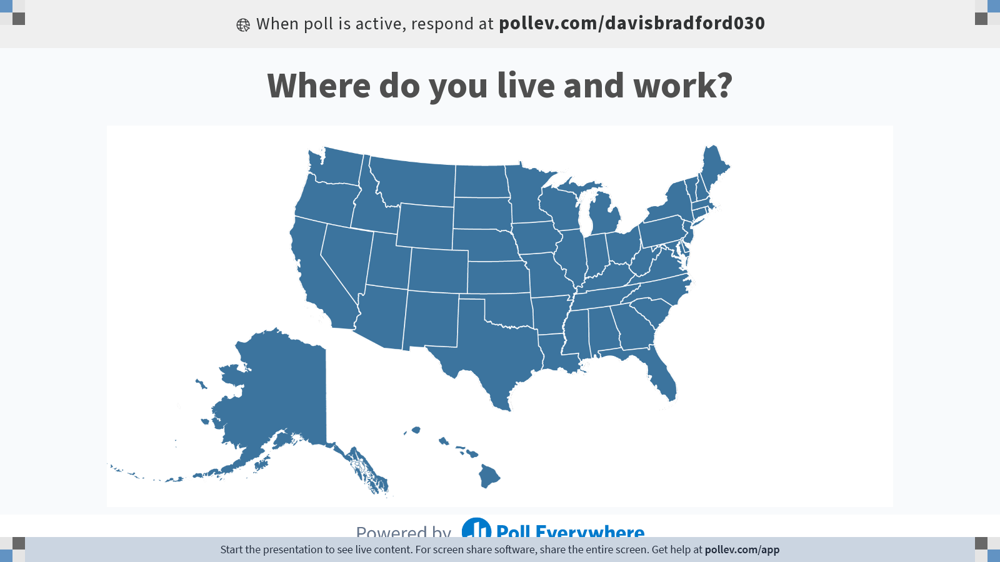 When poll is active, respond at pollev.com/davisbradford030
Where do you live and work?
Powered by Poll Everywhere
Start the presentation to see live content. For screen share software, share the entire screen. Get help at pollev.com/app